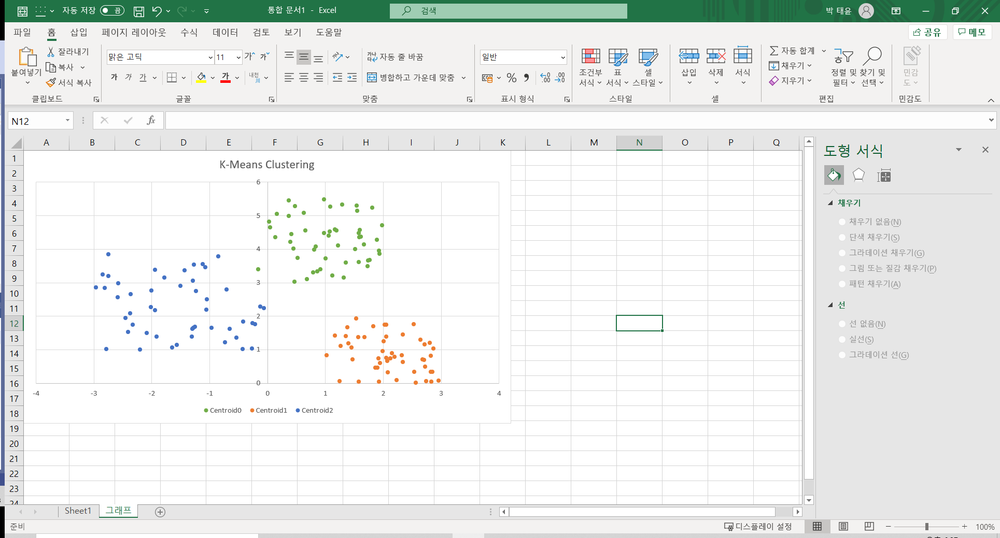 자동 저장 끔 통합 문서1 - Excel 검색 박 태윤
파일 홈 삽입 페이지 레이아웃 수식 데이터 검토 보기 도움말 공유 메모
붙여넣기 잘라내기 복사 서식 복사
클립보드
맑은 고딕 11 가 가
가 가 가 가 내천 川
글꼴
가나다 자동 줄 바꿈
병합하고 가운데 맞춤
맞춤
일반
% 9 .00 .00
표시 형식
조건부 서식 표 서식 셀 스타일
스타일
삽입 삭제 서식
셀
∑ 자동 합계
채우기
지우기
정렬 및 필터 찾기 및 선택
편집
민감도
민감도
N12 fx
A B C D E F G H I J K L M N O P Q
1
2
3
4
5
6
7
8
9
10
11
12
13
14
15
16
17
18
19
20
21
22
23
24
K-Means Clustering
6
5
4
3
2
1
0
-4 -3 -2 -1 0 1 2 3 4
Centroid0 Centroid1 Centroid2
도형 서식
채우기
채우기 없음(N)
단색 채우기(S)
그라데이션 채우기(G)
그림 또는 질감 채우기(P)
패턴 채우기(A)
선
선 없음(N)
실선(S)
그라데이션 선(G)
Sheet1 그래프
준비 디스플레이 설정 100%